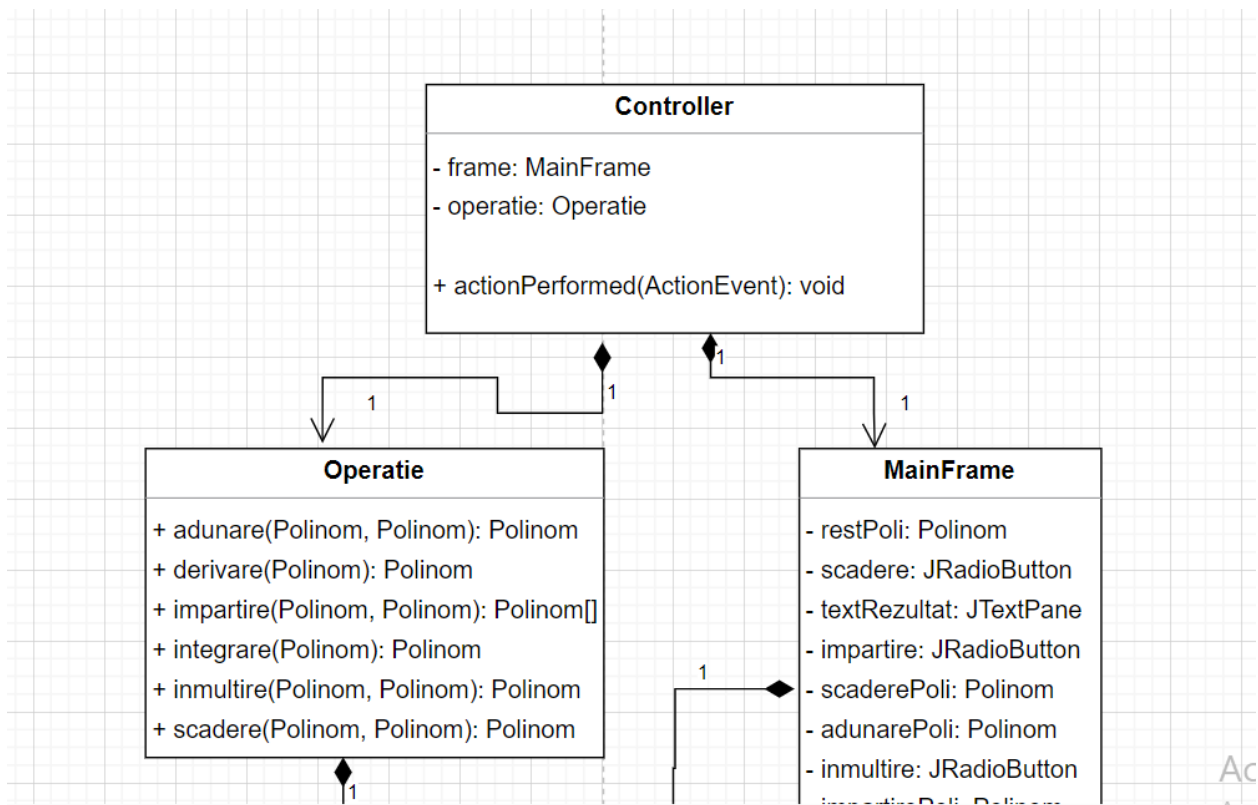 Controller
- frame: MainFrame
- operatie: Operatie
+ actionPerformed(ActionEvent): void
1
1
1
1
Operatie
+ adunare(Polinom, Polinom): Polinom
+ derivare(Polinom): Polinom
+ impartire(Polinom, Polinom): Polinom[]
+ integrare(Polinom): Polinom
+ inmultire(Polinom, Polinom): Polinom
+ scadere(Polinom, Polinom): Polinom
1
MainFrame
- restPoli: Polinom
- scadere: JRadioButton
- textRezultat: JTextPane
- impartire: JRadioButton
- scaderePoli: Polinom
- adunarePoli: Polinom
- inmultire: JRadioButton
1